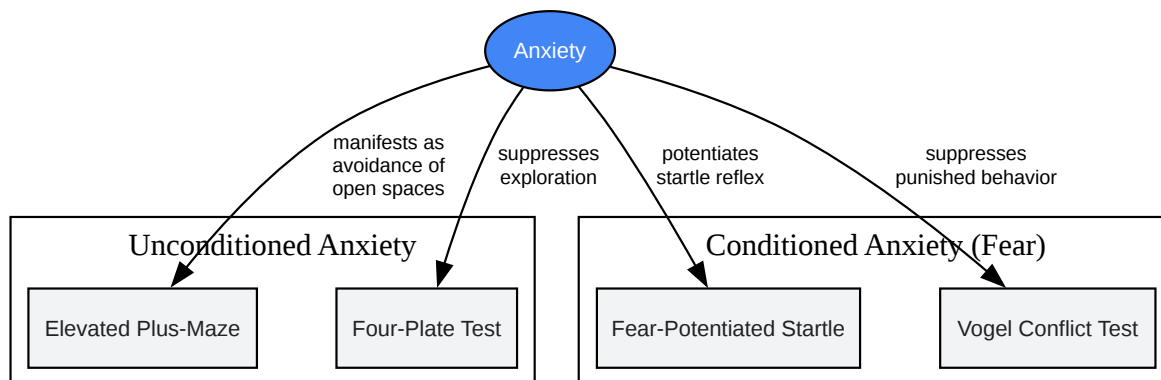 Anxiety
manifests as
avoidance of
open spaces
suppresses
exploration
potentiates
startle reflex
suppresses
punished behavior
Unconditioned Anxiety
Conditioned Anxiety (Fear)
Elevated Plus-Maze
Four-Plate Test
Fear-Potentiated Startle
Vogel Conflict Test